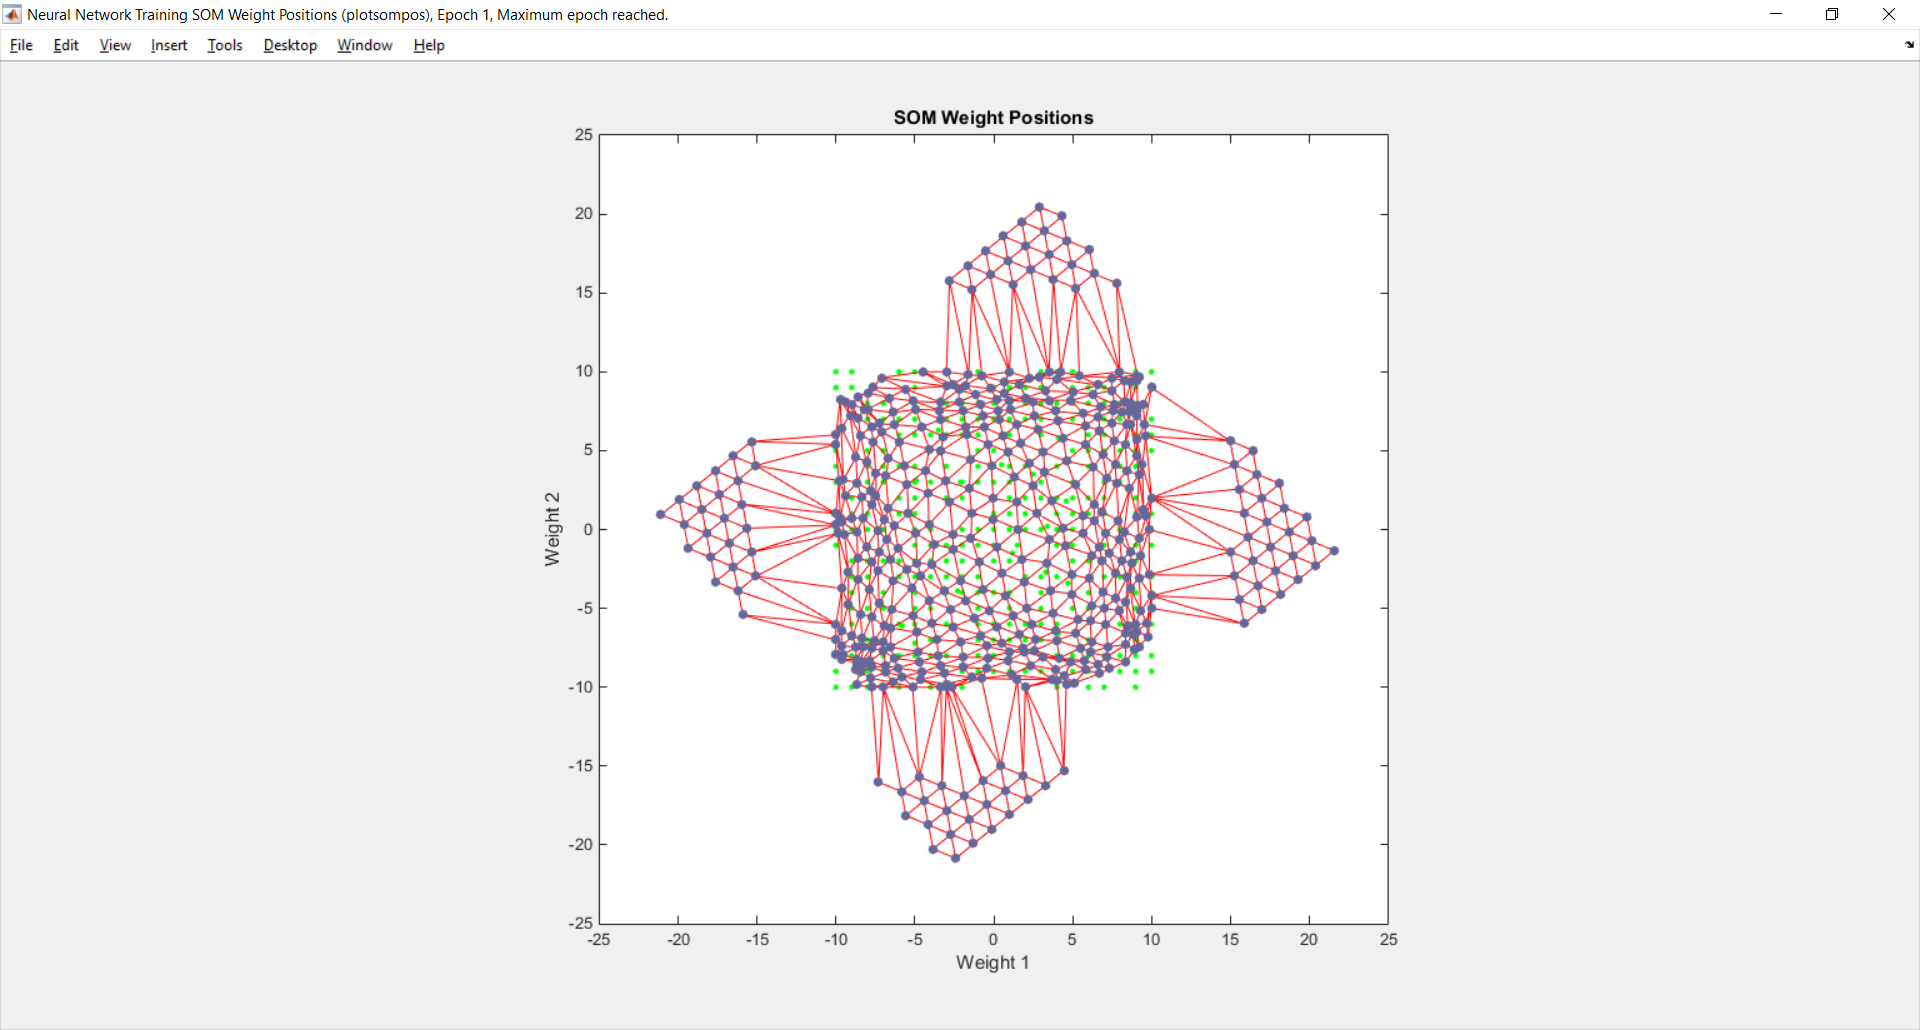 Neural Network Training SOM Weight Positions (plotsompos), Epoch 1, Maximum epoch reached.
File Edit View Insert Tools Desktop Window Help
SOM Weight Positions
25
20
15
10
5
0
-5
-10
-15
-20
-25
Weight 2
-25 -20 -15 -10 -5 0 5 10 15 20 25
Weight 1